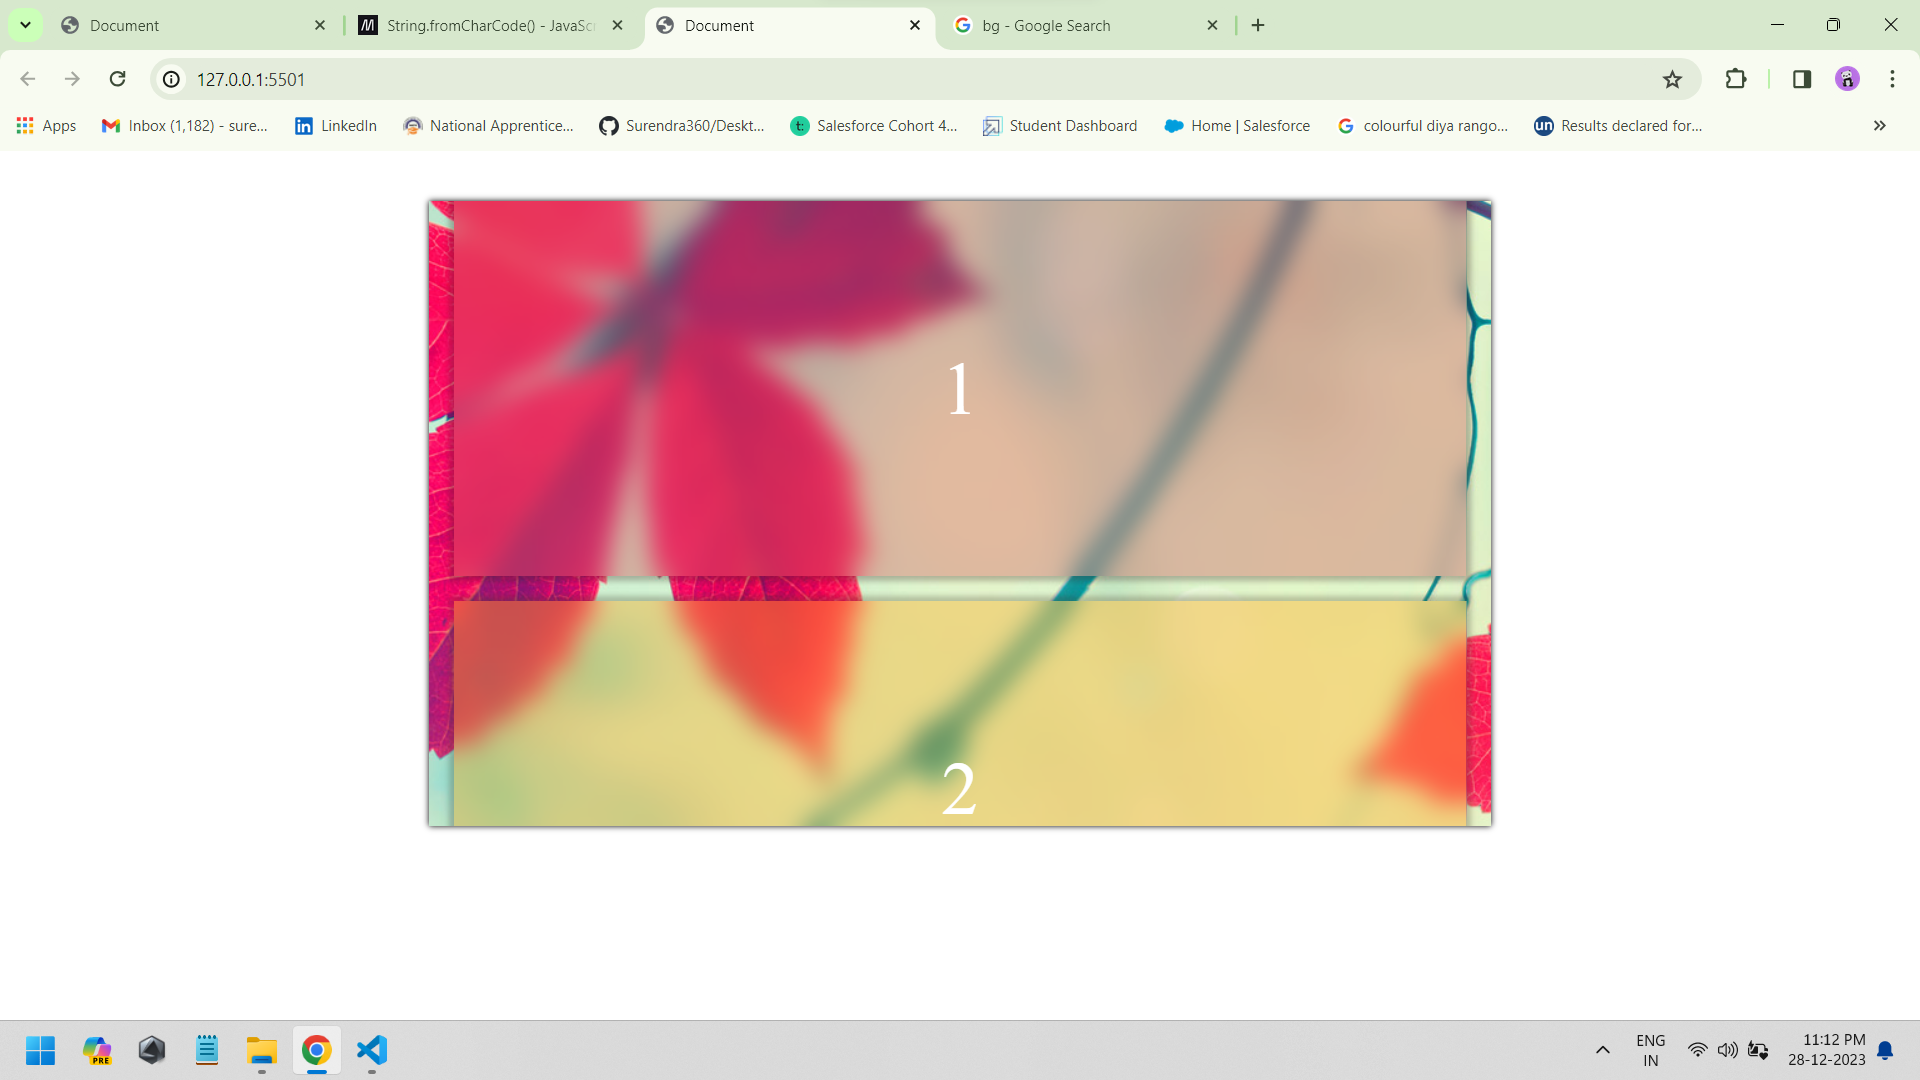 Document
String.fromCharCode() - JavaScr
Document
bg - Google Search
127.0.0.1:5501
Apps
Inbox (1,182) - sure...
LinkedIn
National Apprentice...
Surendra360/Deskt...
Salesforce Cohort 4...
Student Dashboard
Home | Salesforce
colourful diya rango...
Results declared for...
1
2
PRE
ENG
IN
11:12 PM
28-12-2023